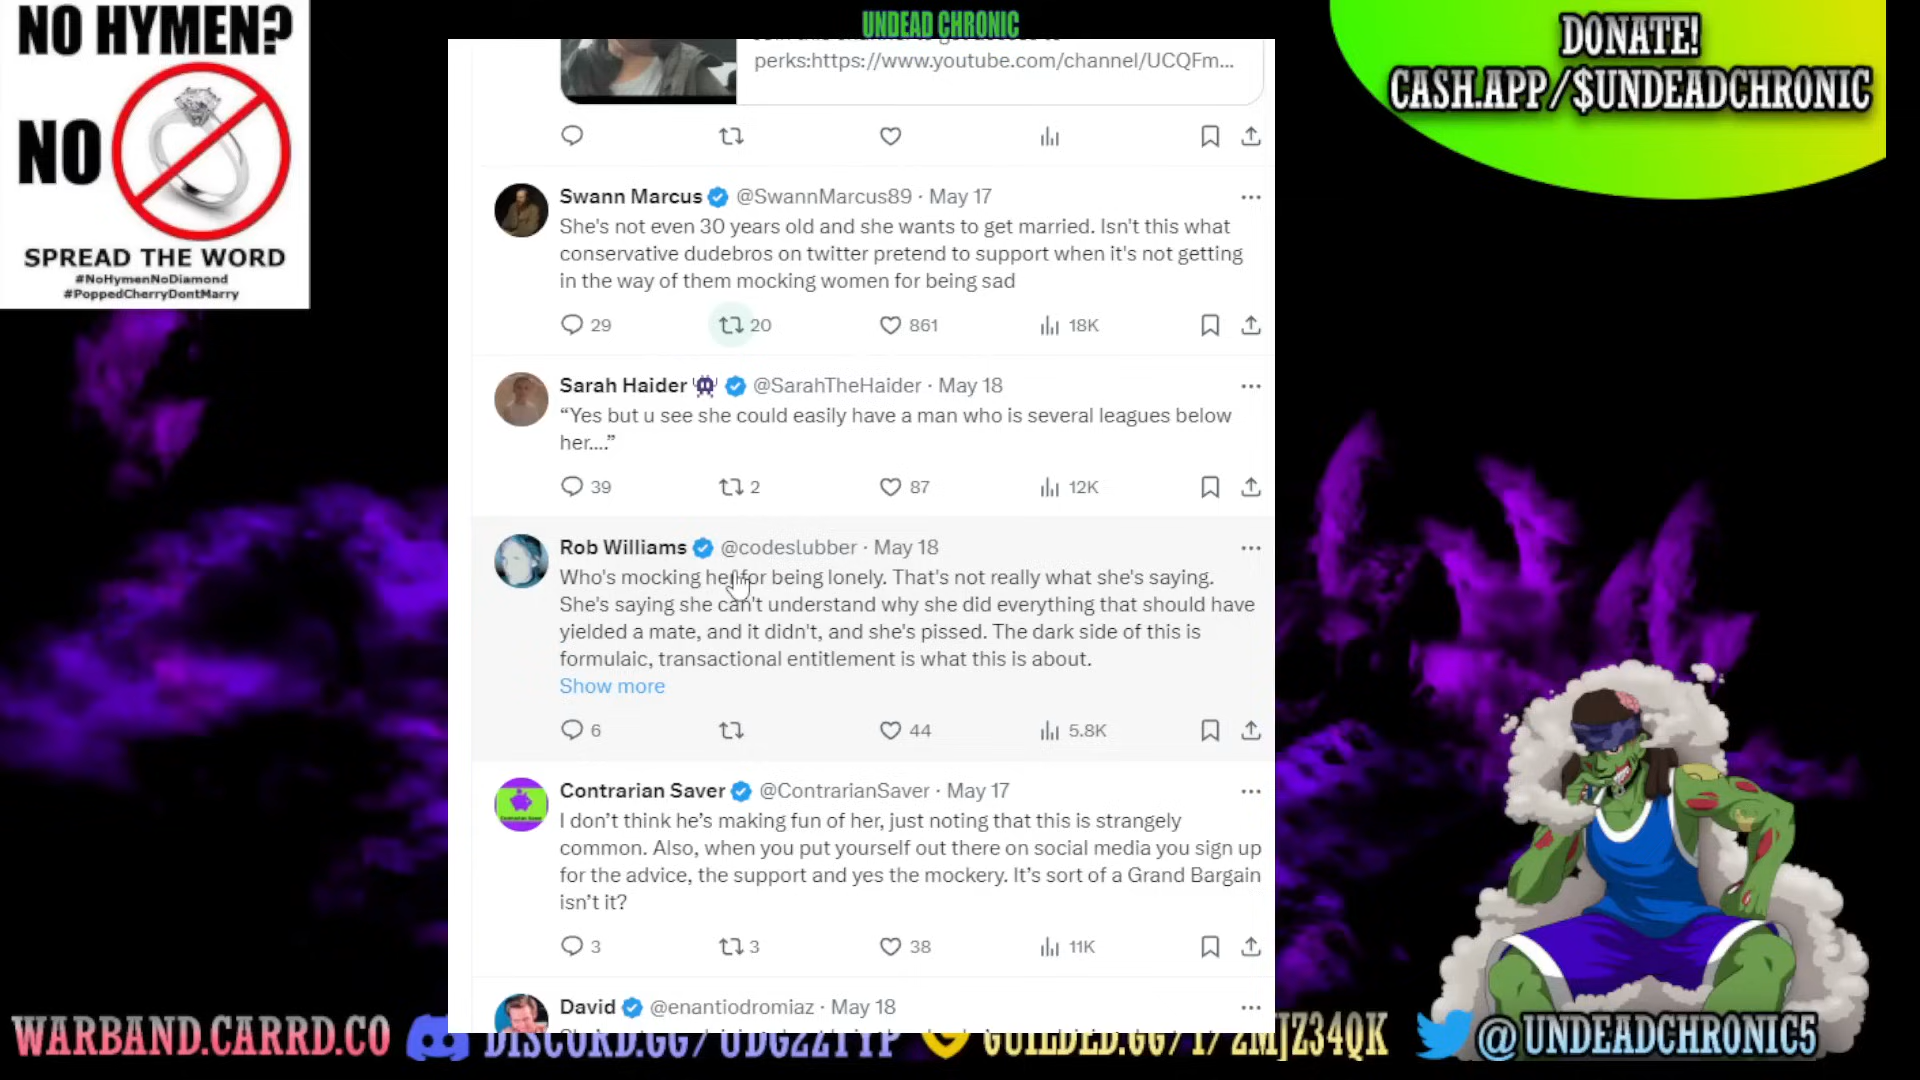 NO HYMEN?
NO
SPREAD THE WORD
#NoHymenNoDiamond
#PoppedCherryDontMarry
UNDEAD CHRONIC
DONATE!
CASH.APP/$UNDEADCHRONIC
perks:https://www.youtube.com/channel/UCQFm...
Swann Marcus @SwannMarcus89 · May 17
She's not even 30 years old and she wants to get married. Isn't this what
conservative dudebros on twitter pretend to support when it's not getting
in the way of them mocking women for being sad
29 20 861 18K
Sarah Haider @SarahTheHaider · May 18
“Yes but u see she could easily have a man who is several leagues below
her....”
39 2 87 12K
Rob Williams @codeslubber · May 18
Who's mocking her for being lonely. That's not really what she's saying.
She's saying she can't understand why she did everything that should have
yielded a mate, and it didn't, and she's pissed. The dark side of this is
formulaic, transactional entitlement is what this is about.
Show more
6 44 5.8K
Contrarian Saver @ContrarianSaver · May 17
I don’t think he’s making fun of her, just noting that this is strangely
common. Also, when you put yourself out there on social media you sign up
for the advice, the support and yes the mockery. It’s sort of a Grand Bargain
isn’t it?
3 3 38 11K
David @enantiodromiaz · May 18
WARBAND.CARRD.CO
@UNDEADCHRONIC5